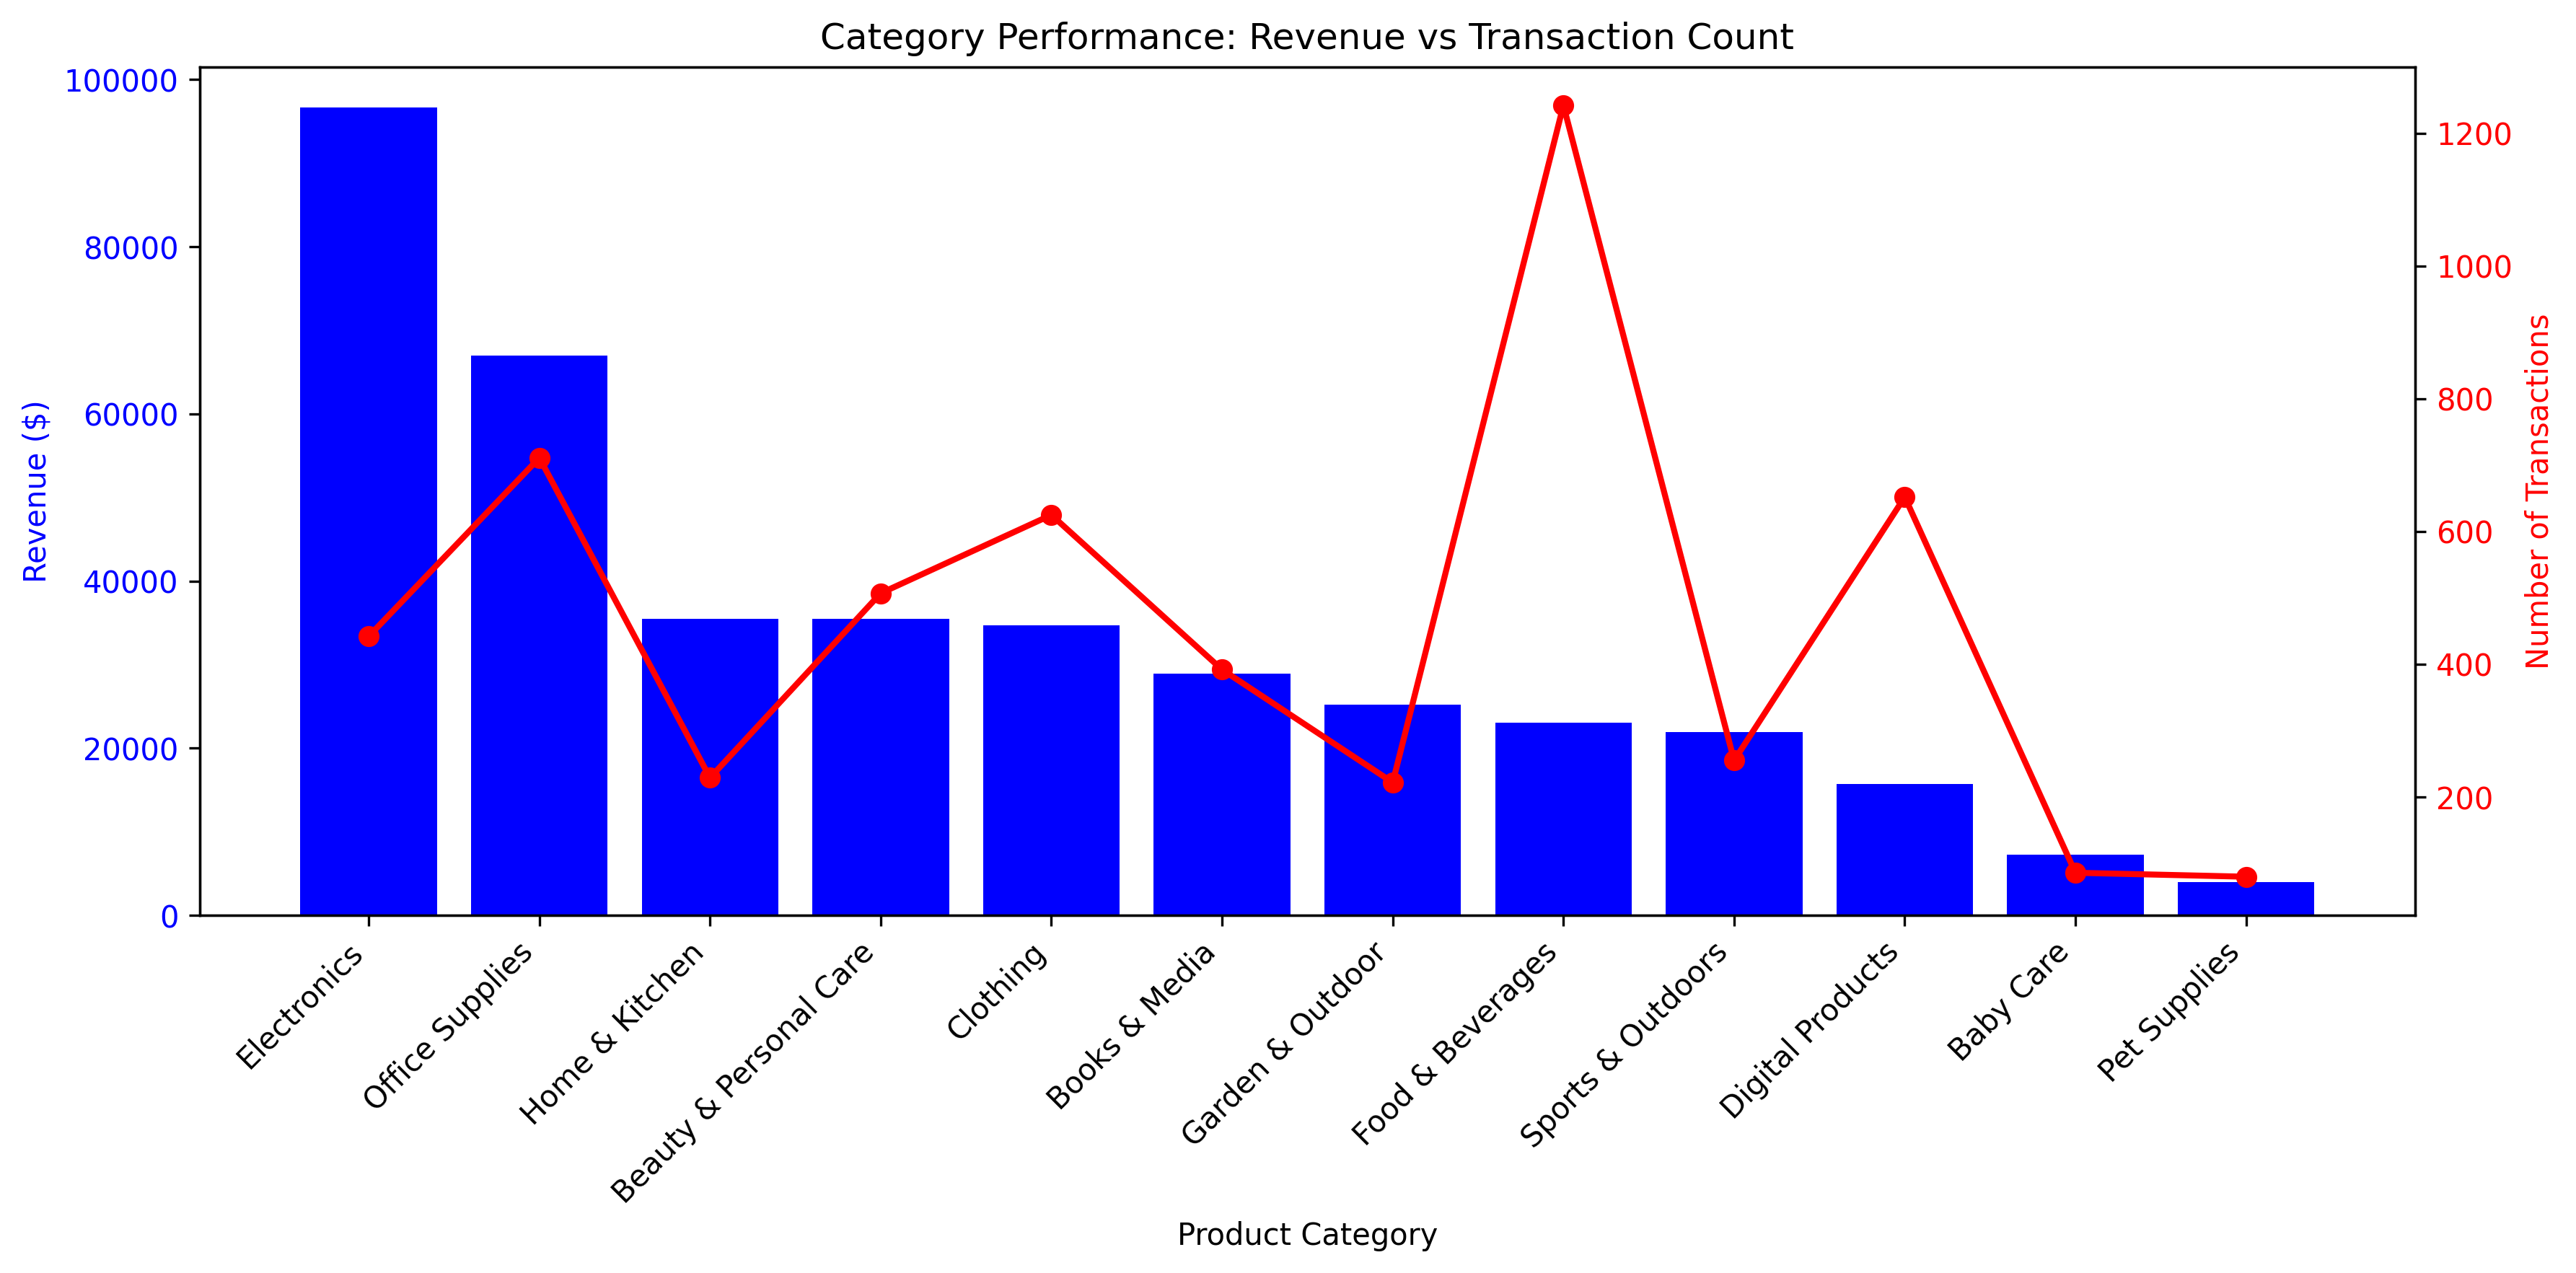 Category Performance: Revenue vs Transaction Count
100000
80000
60000
40000
20000
0
Revenue ($)
1200
1000
800
600
400
200
Number of Transactions
Electronics
Office Supplies
Home & Kitchen
Beauty & Personal Care
Clothing
Books & Media
Garden & Outdoor
Food & Beverages
Sports & Outdoors
Digital Products
Baby Care
Pet Supplies
Product Category